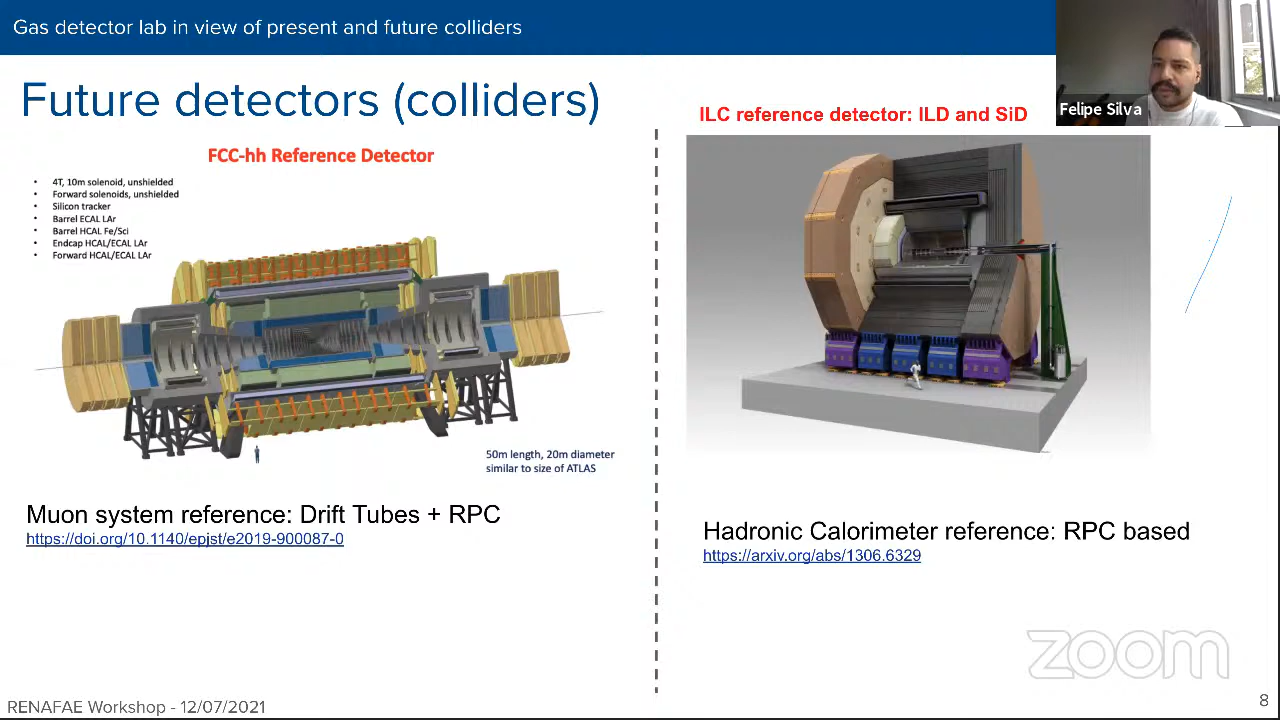 Gas detector lab in view of present and future colliders
Felipe Silva
Future detectors (colliders)
FCC-hh Reference Detector
• 4T, 10m solenoid, unshielded
• Forward solenoids, unshielded
• Silicon tracker
• Barrel ECAL LAr
• Barrel HCAL Fe/Sci
• Endcap HCAL/ECAL LAr
• Forward HCAL/ECAL LAr
50m length, 20m diameter
similar to size of ATLAS
Muon system reference: Drift Tubes + RPC
https://doi.org/10.1140/epjst/e2019-900087-0
ILC reference detector: ILD and SiD
Hadronic Calorimeter reference: RPC based
https://arxiv.org/abs/1306.6329
zoom
RENAFAE Workshop - 12/07/2021
8